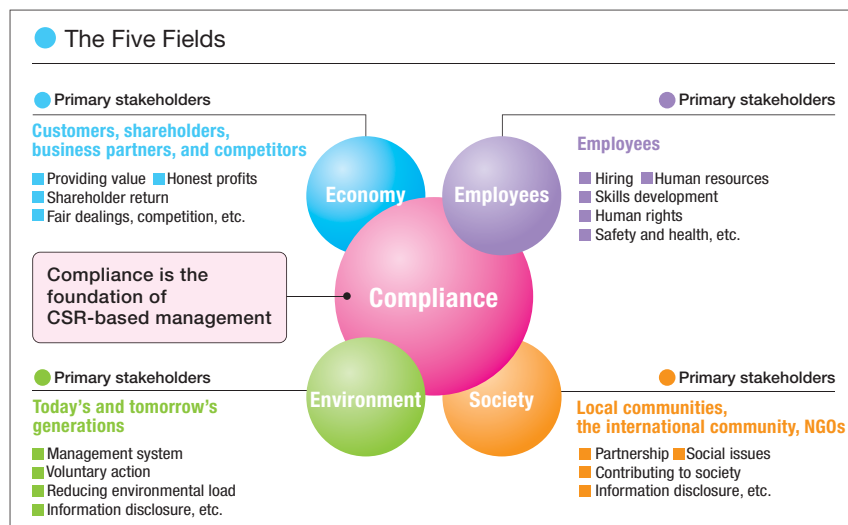 The Five Fields
Primary stakeholders
Customers, shareholders,
business partners, and competitors
Providing value Honest profits
Shareholder return
Fair dealings, competition, etc.
Primary stakeholders
Employees
Hiring Human resources
Skills development
Human rights
Safety and health, etc.
Economy
Employees
Compliance is the
foundation of
CSR-based management
Compliance
Environment
Society
Primary stakeholders
Today's and tomorrow's
generations
Management system
Voluntary action
Reducing environmental load
Information disclosure, etc.
Primary stakeholders
Local communities,
the international community, NGOs
Partnership Social issues
Contributing to society
Information disclosure, etc.